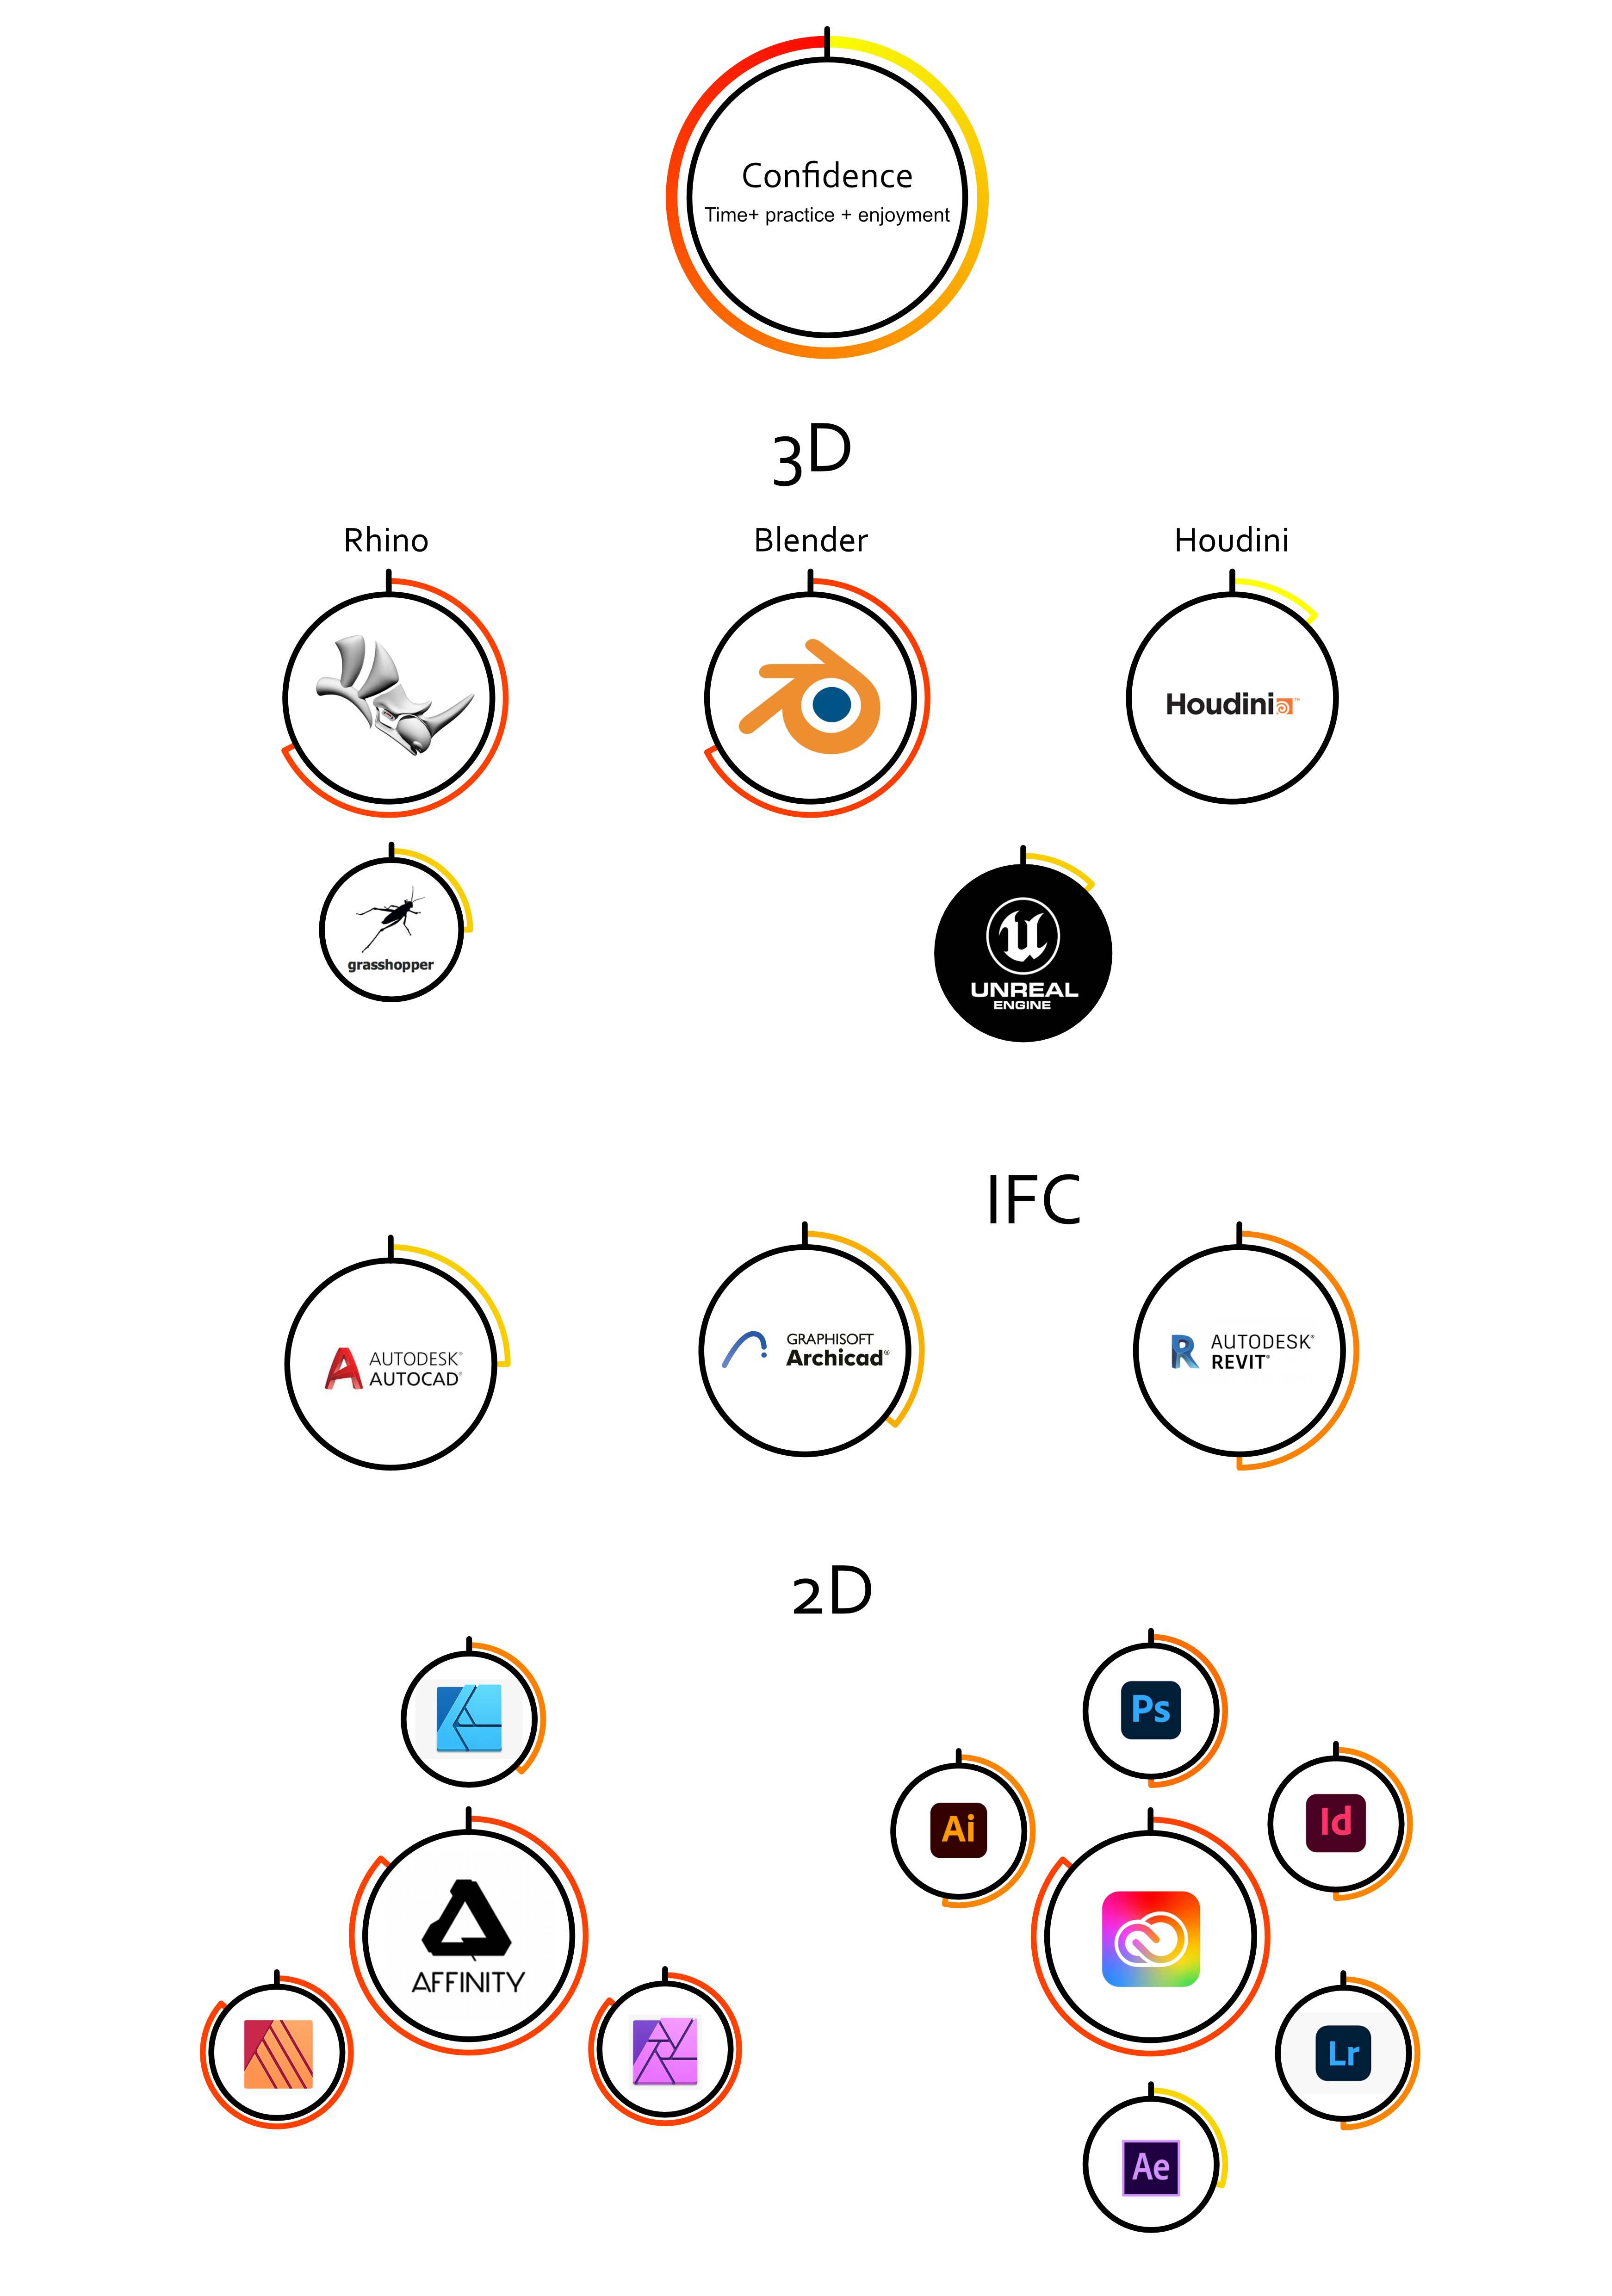 Confidence
Time+ practice + enjoyment
3D
Rhino
Blender
Houdini
Houdini™
grasshopper
UNREAL
ENGINE
IFC
AUTODESK®
AUTOCAD®
GRAPHISOFT
Archicad®
AUTODESK®
REVIT®
2D
Ps
Ai
Id
AFFINITY
Lr
Ae